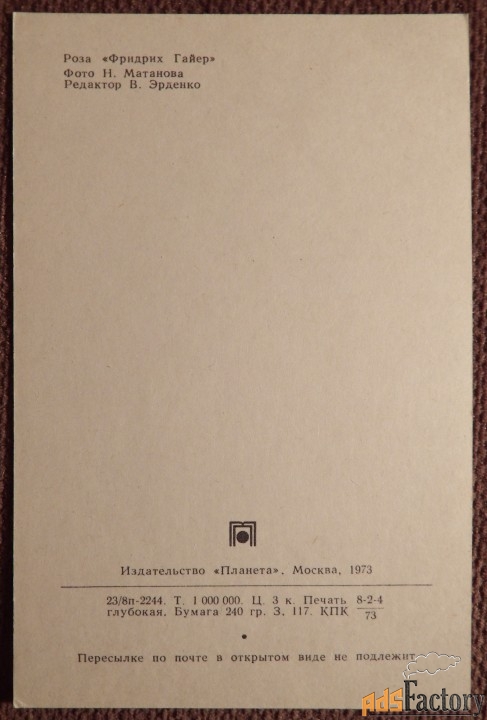 Роза «Фридрих Гайер»
Фото Н. Матанова
Редактор В. Эрденко
Издательство «Планета», Москва, 1973
23/8п-2244. Т. 1 000 000. Ц. 3 к. Печать 8-2-4
глубокая. Бумага 240 гр. З, 117. КПК 73
Пересылке по почте в открытом виде не подлежит
AdsFactory